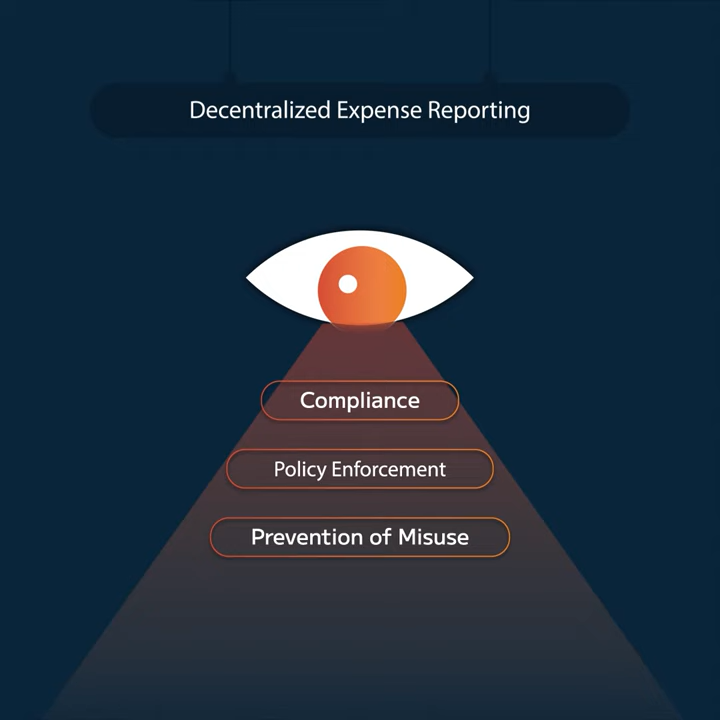 Decentralized Expense Reporting
Compliance
Policy Enforcement
Prevention of Misuse